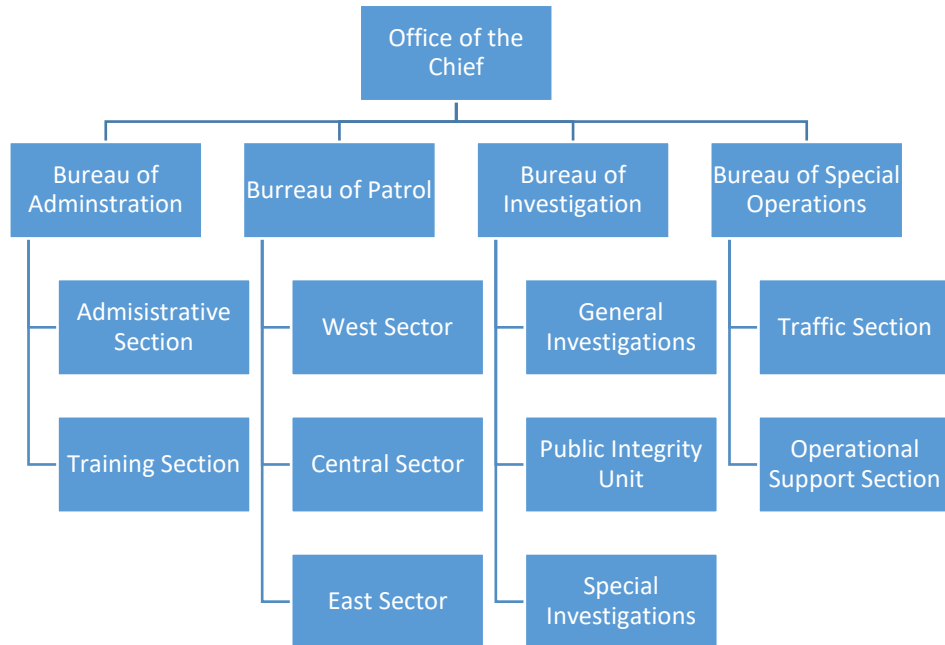 Office of the
Chief
Bureau of
Adminstration
Burreau of Patrol
Bureau of
Investigation
Bureau of Special
Operations
Admisistrative
Section
West Sector
General
Investigations
Traffic Section
Training Section
Central Sector
Public Integrity
Unit
Operational
Support Section
East Sector
Special
Investigations